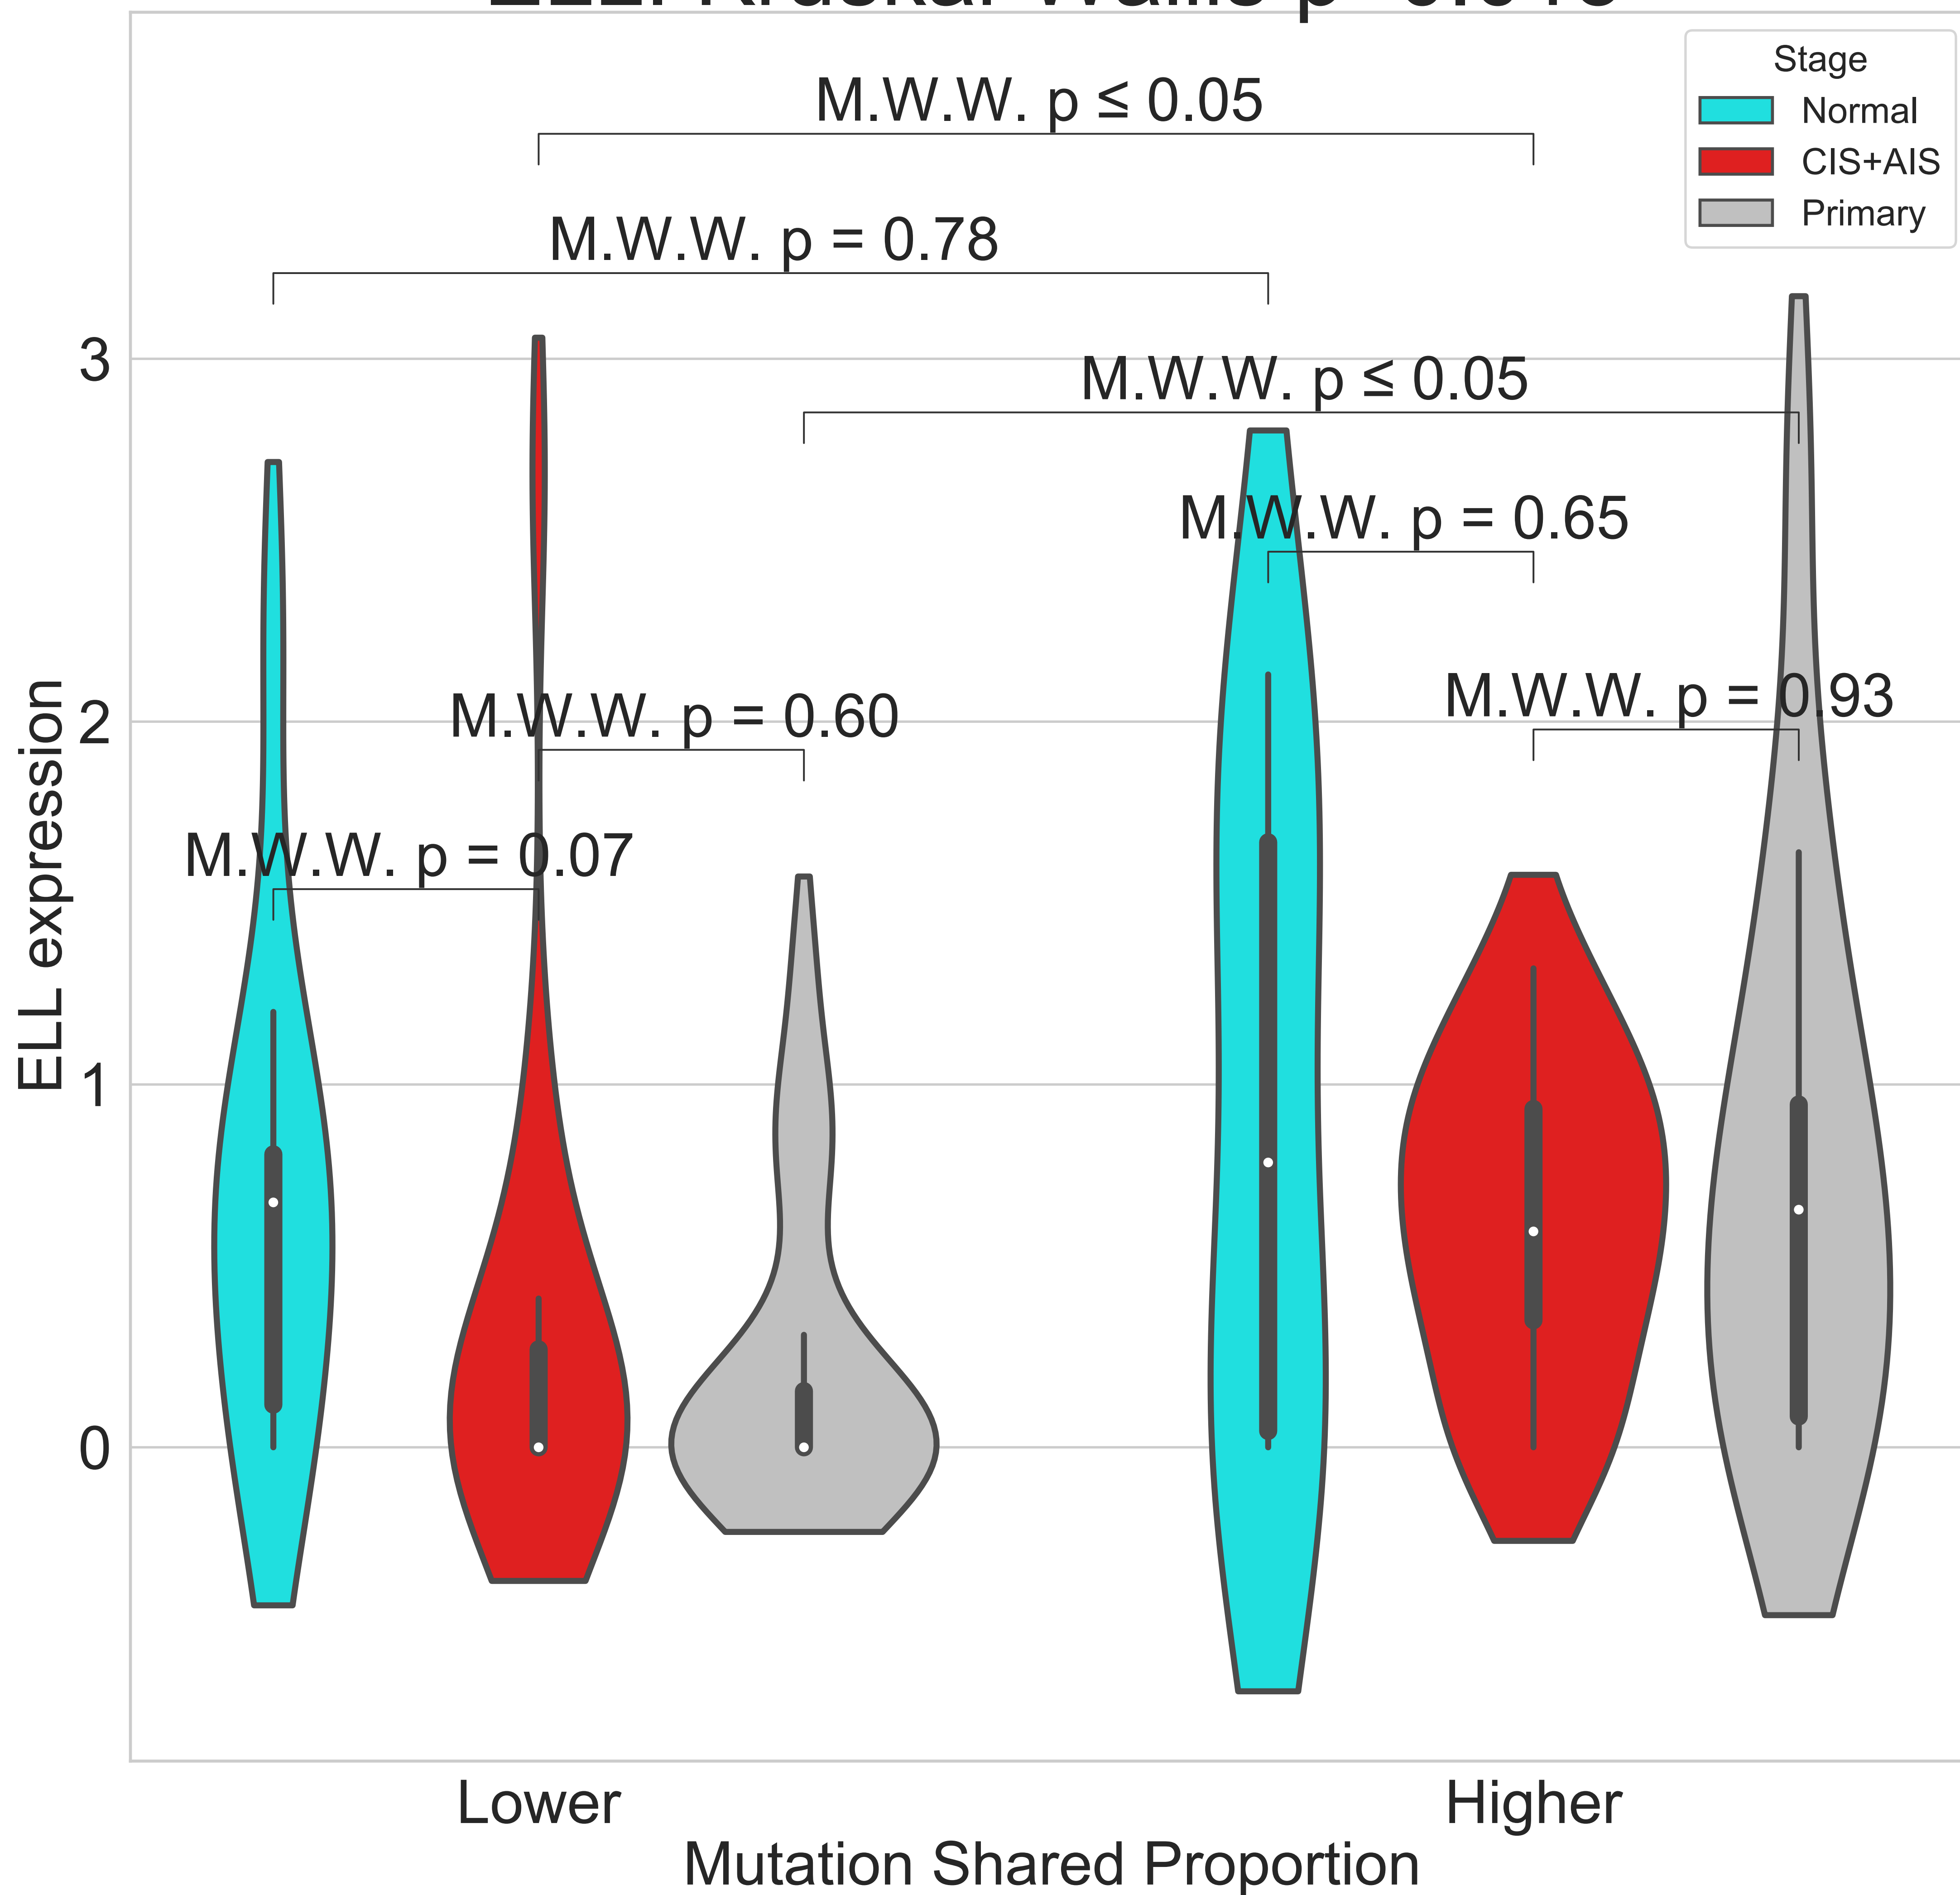 Stage
Normal
CIS+AIS
Primary
M.W.W. p ≤ 0.05
M.W.W. p = 0.78
M.W.W. p ≤ 0.05
M.W.W. p = 0.65
M.W.W. p = 0.60
M.W.W. p = 0.93
M.W.W. p = 0.07
3
2
1
0
ELL expression
Lower
Higher
Mutation Shared Proportion